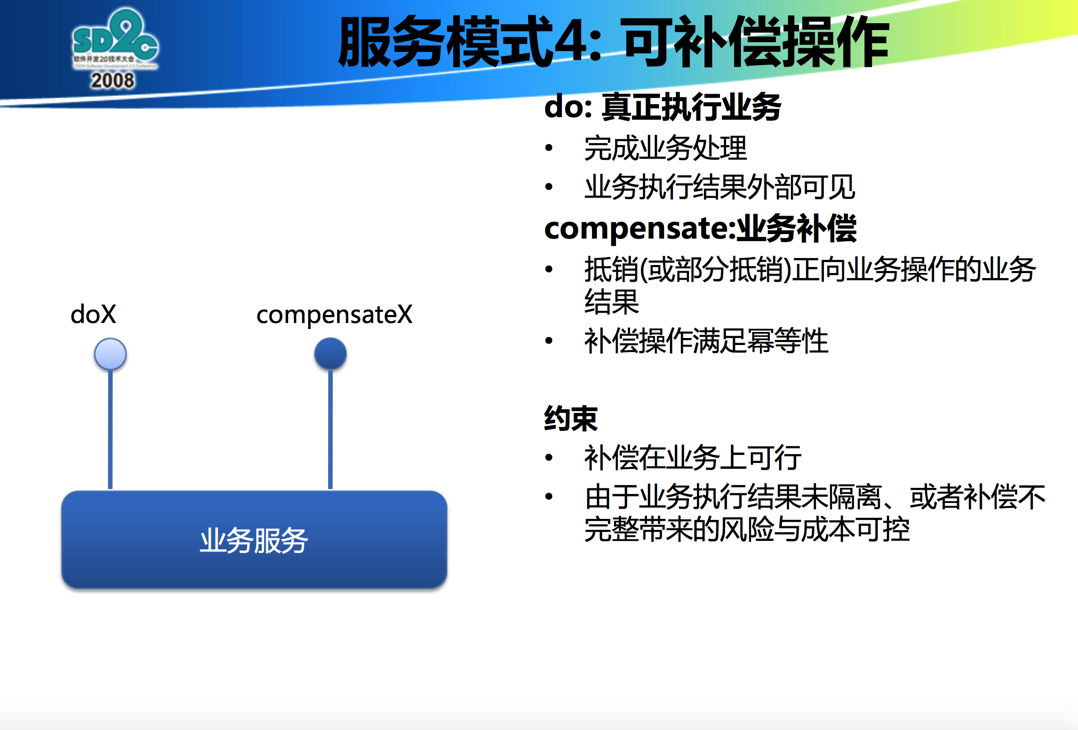 SD2C
软件开发2.0技术大会
2008
服务模式4: 可补偿操作
do: 真正执行业务
• 完成业务处理
• 业务执行结果外部可见
compensate:业务补偿
• 抵销(或部分抵销)正向业务操作的业务
结果
• 补偿操作满足幂等性
约束
• 补偿在业务上可行
• 由于业务执行结果未隔离、或者补偿不
完整带来的风险与成本可控
doX
compensateX
业务服务